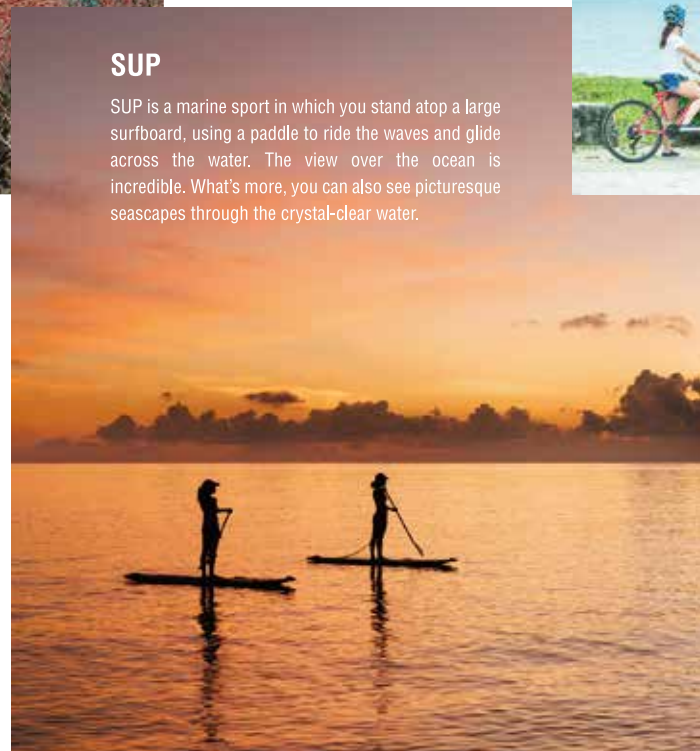 SUP
SUP is a marine sport in which you stand atop a large
surfboard, using a paddle to ride the waves and glide
across the water. The view over the ocean is
incredible. What's more, you can also see picturesque
seascapes through the crystal-clear water.